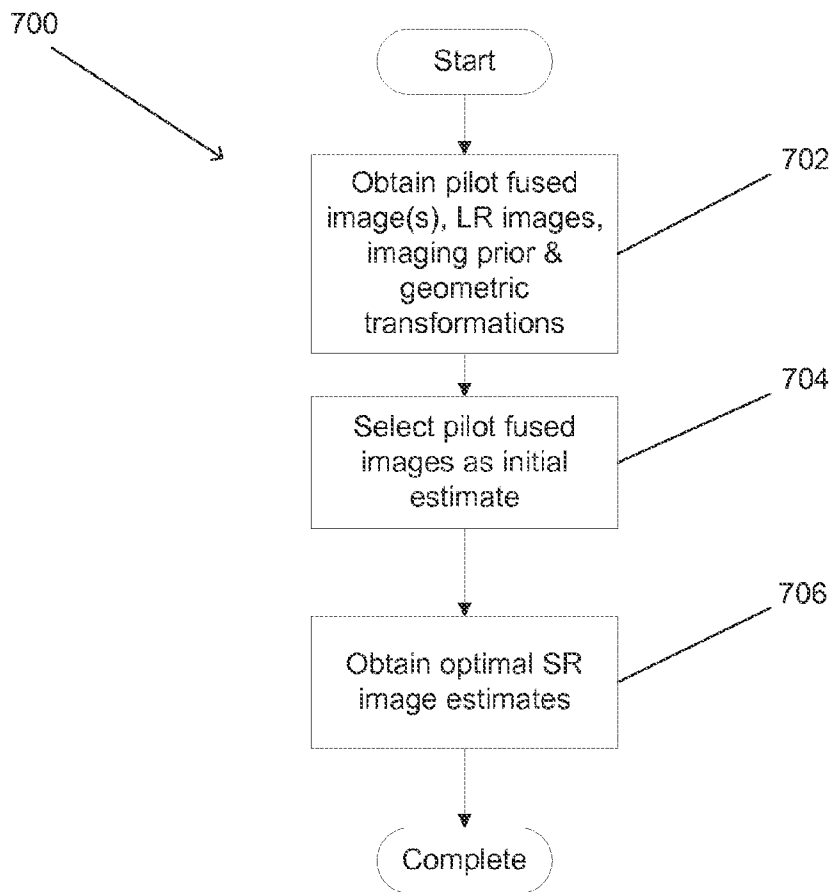 700
Start
702
Obtain pilot fused
image(s), LR images,
imaging prior &
geometric
transformations
704
Select pilot fused
images as initial
estimate
706
Obtain optimal SR
image estimates
Complete